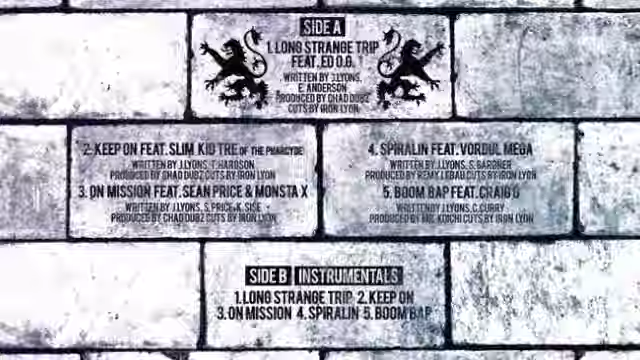 SIDE A
1. LONG STRANGE TRIP
FEAT. ED O.G.
WRITTEN BY J.LYONS,
E. ANDERSON
PRODUCED BY CHAD DUBZ
CUTS BY IRON LYON
2. KEEP ON FEAT. SLIM KID TRE OF THE PHARCYDE
WRITTEN BY J.LYONS, T. HARDSON
PRODUCED BY CHAD DUBZ CUTS BY IRON LYON
3. ON MISSION FEAT. SEAN PRICE & MONSTA X
WRITTEN BY J.LYONS, S. PRICE, K. SISE
PRODUCED BY CHAD DUBZ CUTS BY IRON LYON
4. SPIRALIN FEAT. VORDUL MEGA
WRITTEN BY J.LYONS, S. GARDNER
PRODUCED BY REMY LEBAU CUTS BY IRON LYON
5. BOOM BAP FEAT. CRAIG G
WRITTEN BY J.LYONS, C. CURRY
PRODUCED BY KOICHI CUTS BY IRON LYON
SIDE B INSTRUMENTALS
1. LONG STRANGE TRIP 2. KEEP ON
3. ON MISSION 4. SPIRALIN 5. BOOM BAP